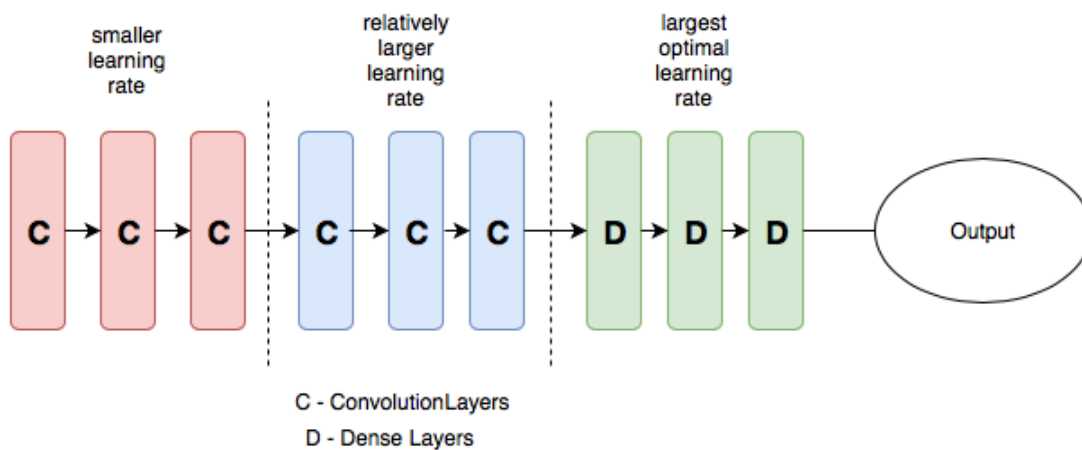 smaller
learning
rate
relatively
larger
learning
rate
largest
optimal
learning
rate
C
C
C
C
C
C
D
D
D
Output
C - ConvolutionLayers
D - Dense Layers